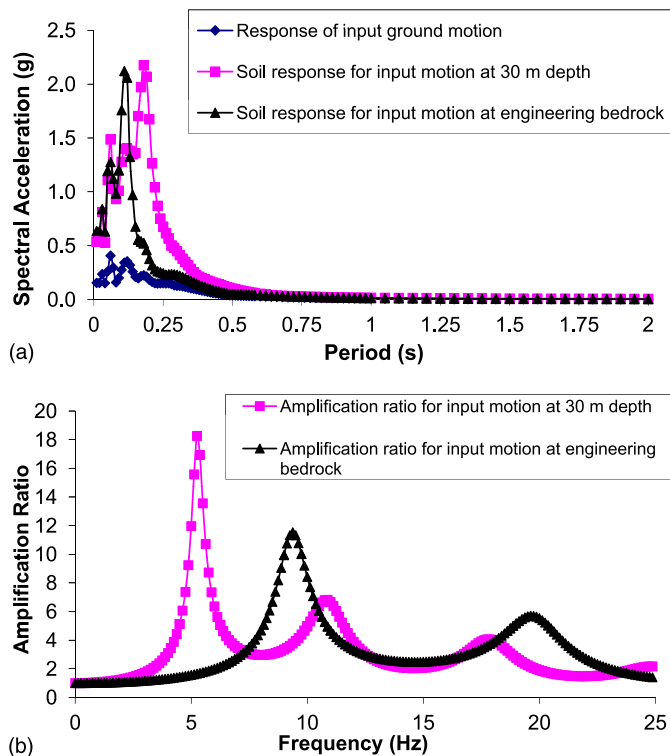 2.5
2.0
1.5
1.0
0.5
0.0
Spectral Acceleration (g)
Response of input ground motion
Soil response for input motion at 30 m depth
Soil response for input motion at engineering bedrock
0 0.25 0.5 0.75 1 1.25 1.5 1.75 2
Period (s)
(a)
20
18
16
14
12
10
8
6
4
2
0
Amplification Ratio
Amplification ratio for input motion at 30 m depth
Amplification ratio for input motion at engineering
bedrock
0 5 10 15 20 25
Frequency (Hz)
(b)